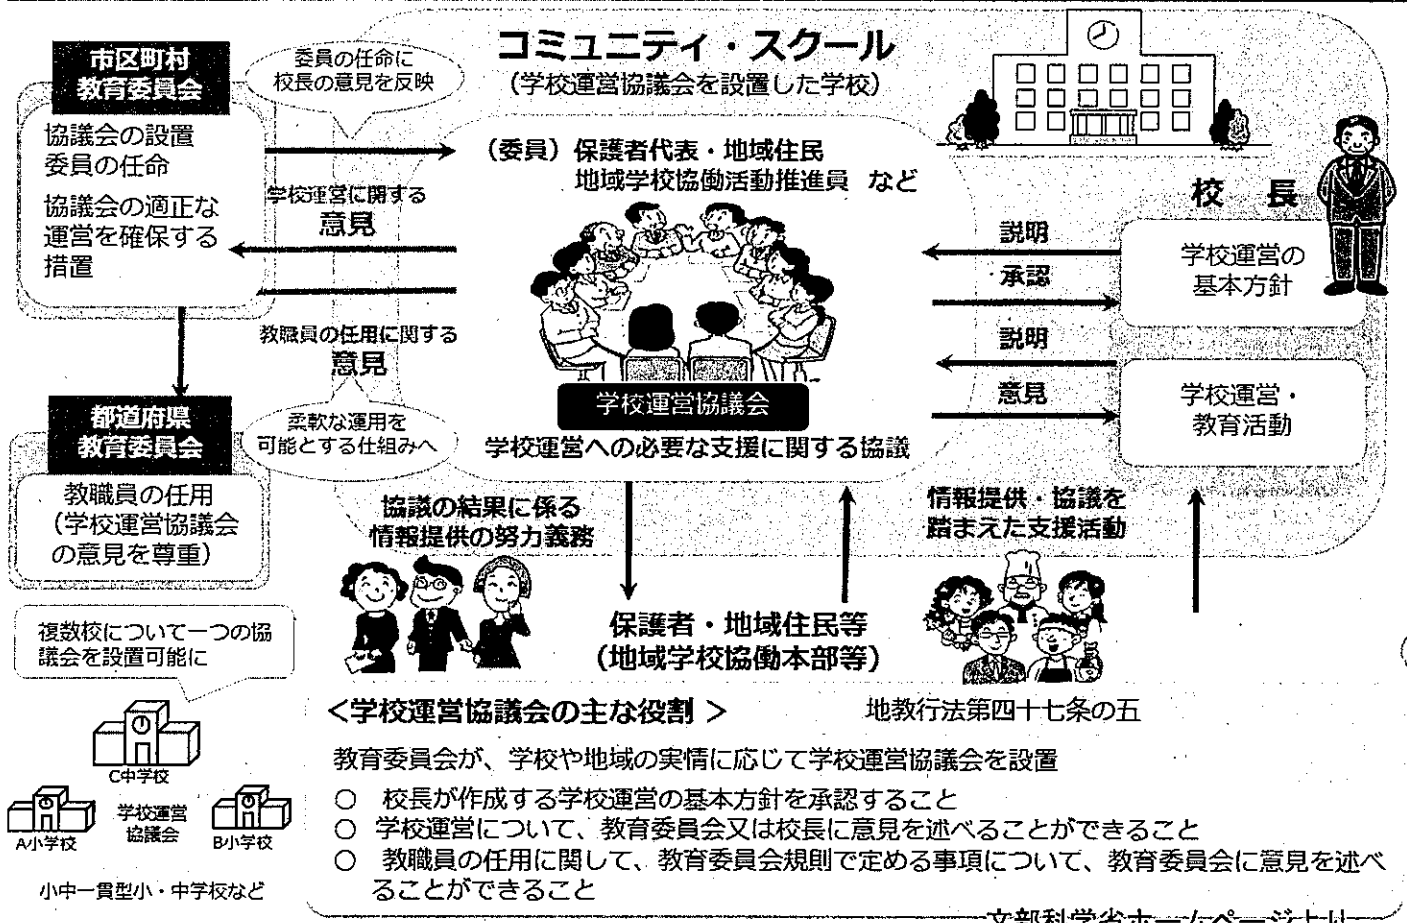 コミュニティ・スクール
(学校運営協議会を設置した学校)
市区町村
教育委員会
協議会の設置
委員の任命
協議会の適正な
運営を確保する
措置
委員の任命に
校長の意見を反映
(委員)保護者代表・地域住民
地域学校協働活動推進員 など
学校運営に関する
意見
教職員の任用に関する
意見
柔軟な運用を
可能とする仕組みへ
都道府県
教育委員会
教職員の任用
(学校運営協議会
の意見を尊重)
学校運営協議会
学校運営への必要な支援に関する協議
校 長
説明
承認
学校運営の
基本方針
説明
意見
学校運営・
教育活動
協議の結果に係る
情報提供の努力義務
情報提供・協議を
踏まえた支援活動
保護者・地域住民等
(地域学校協働本部等)
複数校について一つの協
議会を設置可能に
C中学校
A小学校
学校運営
協議会
B小学校
小中一貫型小・中学校など
<学校運営協議会の主な役割 >
地教行法第四十七条の五
教育委員会が、学校や地域の実情に応じて学校運営協議会を設置
○ 校長が作成する学校運営の基本方針を承認すること
○ 学校運営について、教育委員会又は校長に意見を述べることができること
○ 教職員の任用に関して、教育委員会規則で定める事項について、教育委員会に意見を述べ
ることができること
文部科学省ホームページより